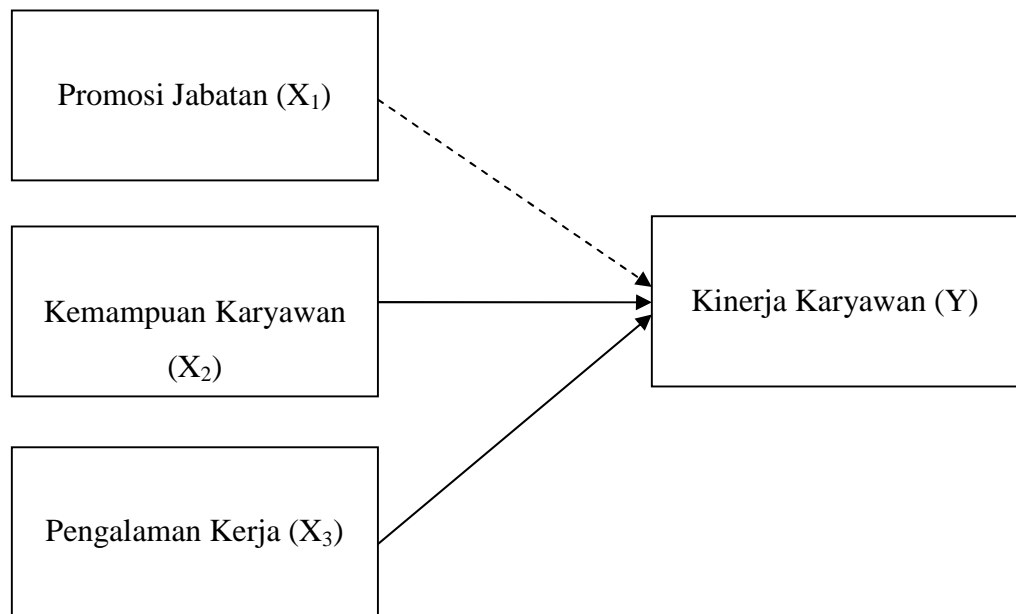 Promosi Jabatan (X₁)
Kemampuan Karyawan
(X₂)
Pengalaman Kerja (X₃)
Kinerja Karyawan (Y)